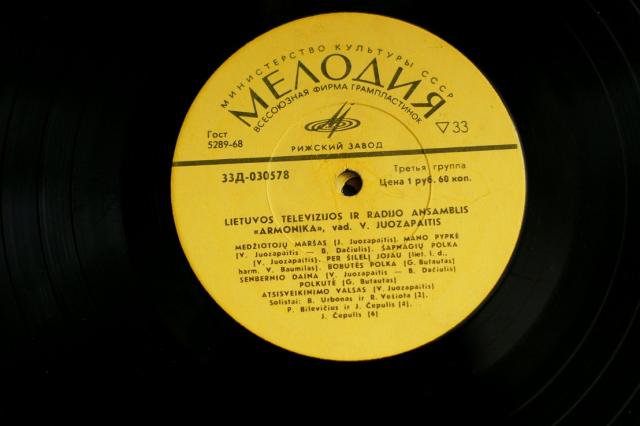 МИНИСТЕРСТВО КУЛЬТУРЫ СССР
МЕЛОДИЯ
ВСЕСОЮЗНАЯ ФИРМА ГРАМПЛАСТИНОК
Гост
5289-68
▽33
РИЖСКИЙ ЗАВОД
33Д-030578
Третья группа
Цена 1 руб. 60 коп.
LIETUVOS TELEVIZIJOS IR RADIJO ANSAMBLIS
«ARMONIKA», vad. V. JUOZAPAITIS
MEDŽIOTOJŲ MARŠAS (J. Juozapaitis). MANO PYPKĖ
(V. Juozapaitis — B. Dačiulis). ŠAPNAGIŲ POLKA
(V. Juozapaitis). PER ŠILELĮ JOJAU (liet. l. d.,
harm. V. Baumilas). BOBUTĖS POLKA (G. Butautas)
SENBERNIO DAINA (V. Juozapaitis — B. Dačiulis)
POLKUTĖ (G. Butautas)
ATSISVEIKINIMO VALSAS (V. Juozapaitis)
Solistai: B. Urbonas ir R. Vošiota (2).
P. Bilevičius ir J. Čepulis (2).
J. Čepulis (6)